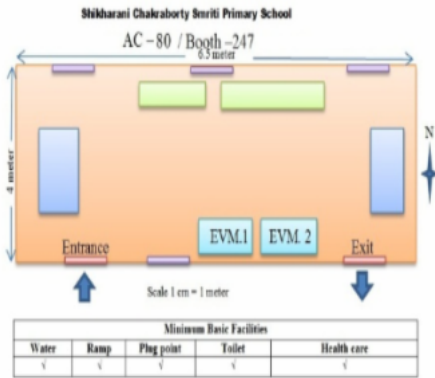 Shikharani Chakraborty Smriti Primary School
AC-80 / Booth -247
6.5 meter
4 meter
N
EVM.1 EVM. 2
Entrance Exit
Scale 1 cm = 1 meter
Minimum Basic Facilities
Water Ramp Plug point Toilet Health care
√ √ √ √ √